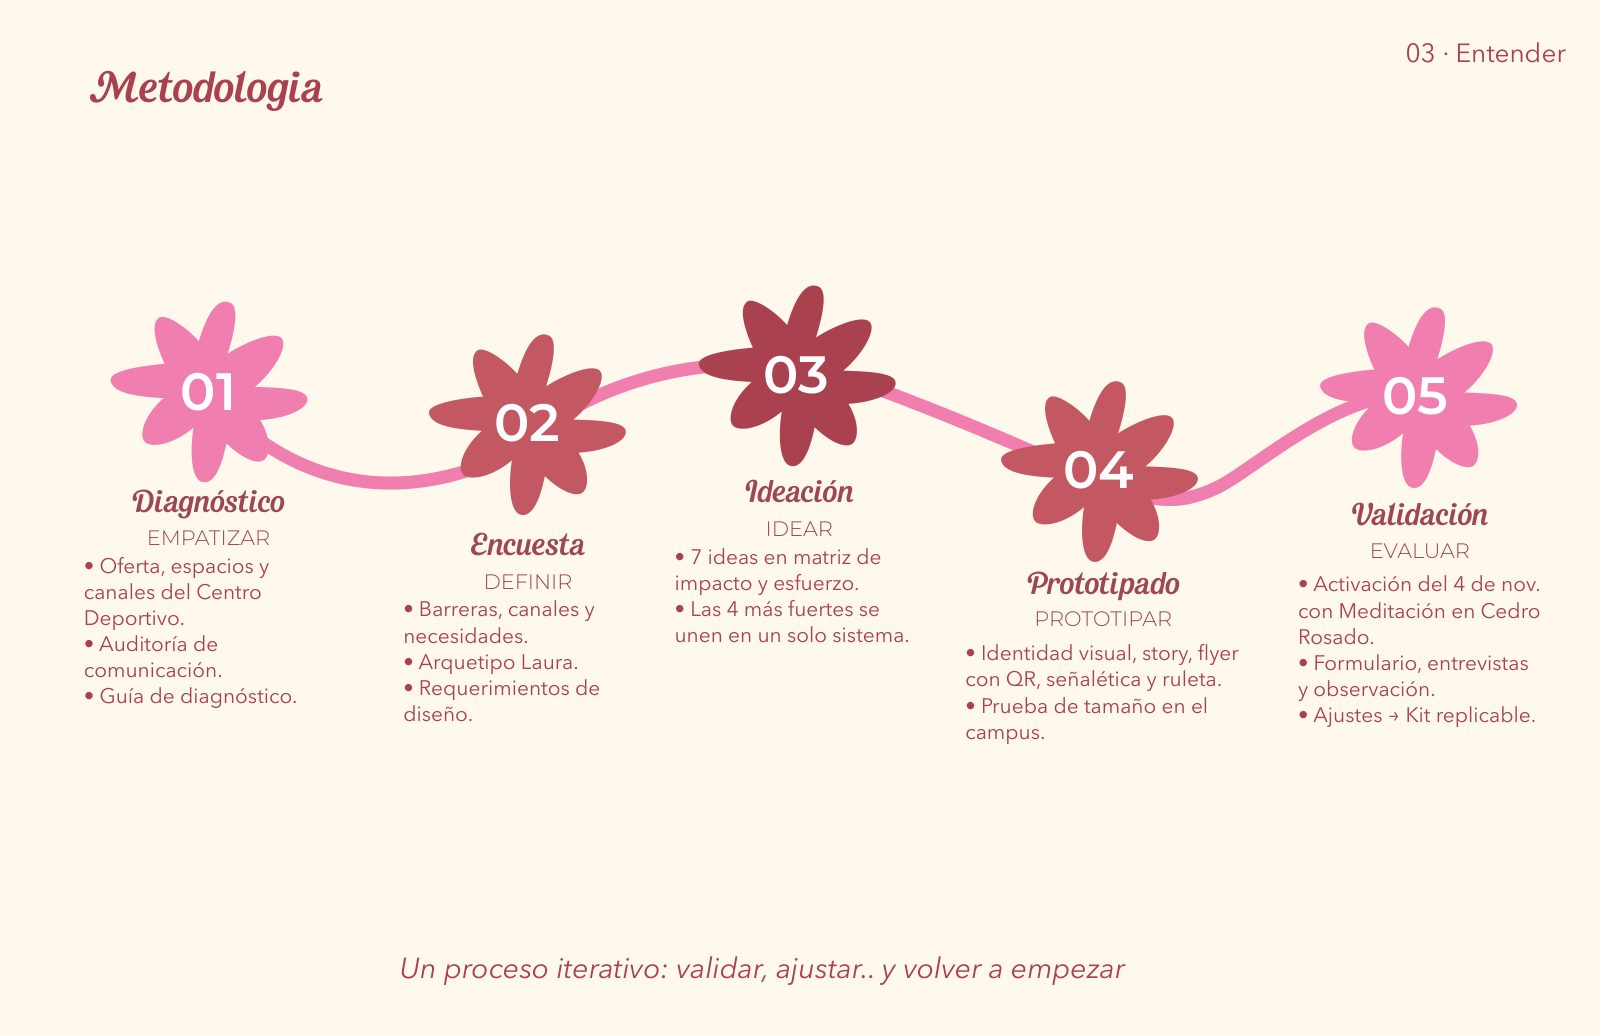 03 · Entender
Metodologia
01
Diagnóstico
EMPATIZAR
• Oferta, espacios y
canales del Centro
Deportivo.
• Auditoría de
comunicación.
• Guía de diagnóstico.
02
Encuesta
DEFINIR
• Barreras, canales y
necesidades.
• Arquetipo Laura.
• Requerimientos de
diseño.
03
Ideación
IDEAR
• 7 ideas en matriz de
impacto y esfuerzo.
• Las 4 más fuertes se
unen en un solo sistema.
04
Prototipado
PROTOTIPAR
• Identidad visual, story, flyer
con QR, señalética y ruleta.
• Prueba de tamaño en el
campus.
05
Validación
EVALUAR
• Activación del 4 de nov.
con Meditación en Cedro
Rosado.
• Formulario, entrevistas
y observación.
• Ajustes → Kit replicable.
Un proceso iterativo: validar, ajustar.. y volver a empezar